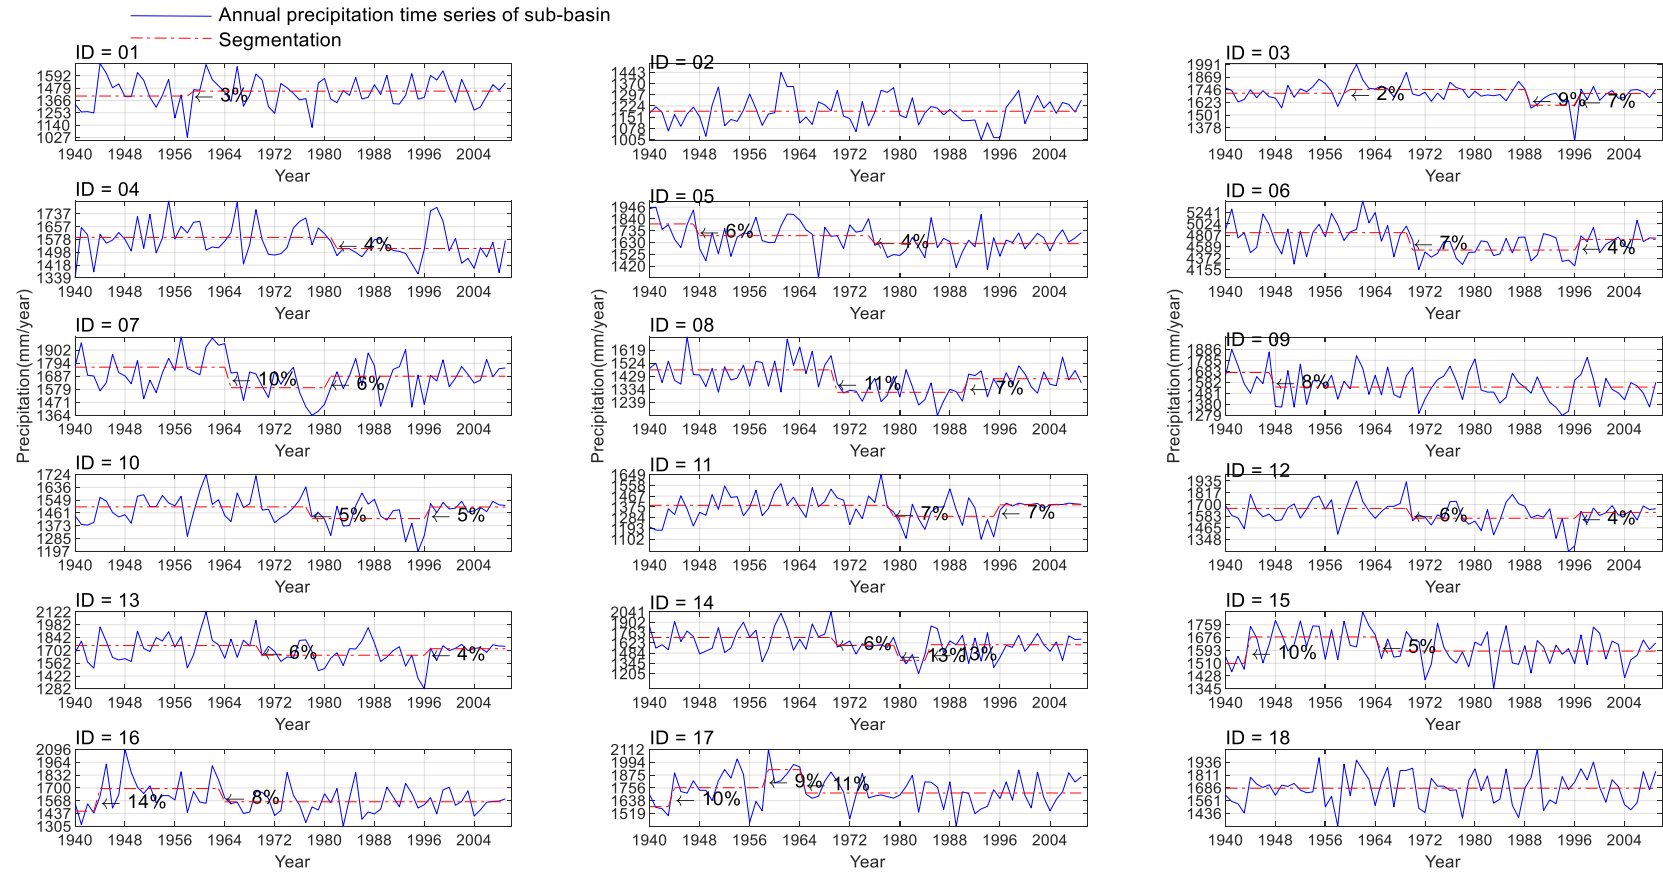 Annual precipitation time series of sub-basin
Segmentation
ID = 01
1592
1479
1366
1253
1140
1027
3%
1940 1948 1956 1964 1972 1980 1988 1996 2004
Year
ID = 02
1443
1370
1297
1224
1151
1078
1005
1940 1948 1956 1964 1972 1980 1988 1996 2004
Year
ID = 03
1991
1869
1746
1623
1501
1378
2% 9% 7%
1940 1948 1956 1964 1972 1980 1988 1996 2004
Year
ID = 04
1737
1657
1578
1498
1418
1339
4%
1940 1948 1956 1964 1972 1980 1988 1996 2004
Year
ID = 05
1946
1840
1735
1630
1525
1420
6% 4%
1940 1948 1956 1964 1972 1980 1988 1996 2004
Year
ID = 06
5241
5024
4807
4589
4372
4155
7% 4%
1940 1948 1956 1964 1972 1980 1988 1996 2004
Year
Precipitation(mm/year)
ID = 07
1902
1794
1687
1579
1471
1364
10% 6%
1940 1948 1956 1964 1972 1980 1988 1996 2004
Year
Precipitation(mm/year)
ID = 08
1619
1524
1429
1334
1239
11% 7%
1940 1948 1956 1964 1972 1980 1988 1996 2004
Year
Precipitation(mm/year)
ID = 09
1886
1785
1683
1582
1481
1380
1279
8%
1940 1948 1956 1964 1972 1980 1988 1996 2004
Year
ID = 10
1724
1636
1549
1461
1373
1285
1197
5% 5%
1940 1948 1956 1964 1972 1980 1988 1996 2004
Year
ID = 11
1649
1558
1467
1375
1284
1193
1102
7% 7%
1940 1948 1956 1964 1972 1980 1988 1996 2004
Year
ID = 12
1935
1817
1700
1583
1465
1348
6% 4%
1940 1948 1956 1964 1972 1980 1988 1996 2004
Year
ID = 13
2122
1982
1842
1702
1562
1422
1282
6% 4%
1940 1948 1956 1964 1972 1980 1988 1996 2004
Year
ID = 14
2041
1902
1763
1484
1345
1205
6% 13% 13%
1940 1948 1956 1964 1972 1980 1988 1996 2004
Year
ID = 15
1759
1676
1593
1510
1428
1345
10% 5%
1940 1948 1956 1964 1972 1980 1988 1996 2004
Year
ID = 16
2096
1964
1832
1700
1568
1437
1305
14% 8%
1940 1948 1956 1964 1972 1980 1988 1996 2004
Year
ID = 17
2112
1994
1875
1756
1638
1519
10% 9% 11%
1940 1948 1956 1964 1972 1980 1988 1996 2004
Year
ID = 18
1936
1811
1686
1561
1436
1940 1948 1956 1964 1972 1980 1988 1996 2004
Year